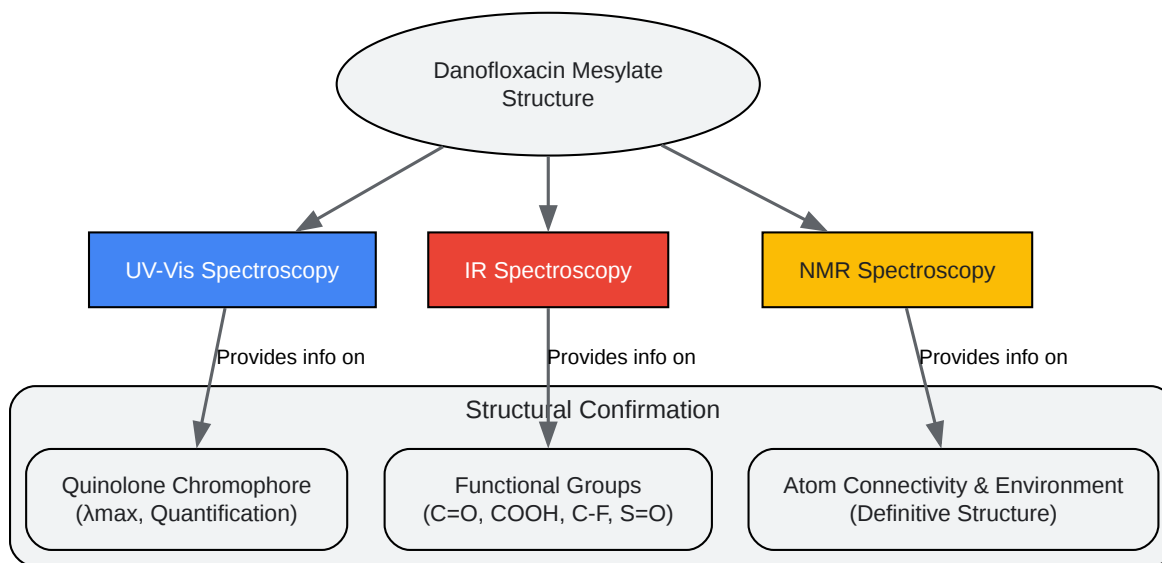 Danofloxacin Mesylate
Structure
UV-Vis Spectroscopy
IR Spectroscopy
NMR Spectroscopy
Provides info on
Provides info on
Provides info on
Structural Confirmation
Quinolone Chromophore
(λmax, Quantification)
Functional Groups
(C=O, COOH, C-F, S=O)
Atom Connectivity & Environment
(Definitive Structure)